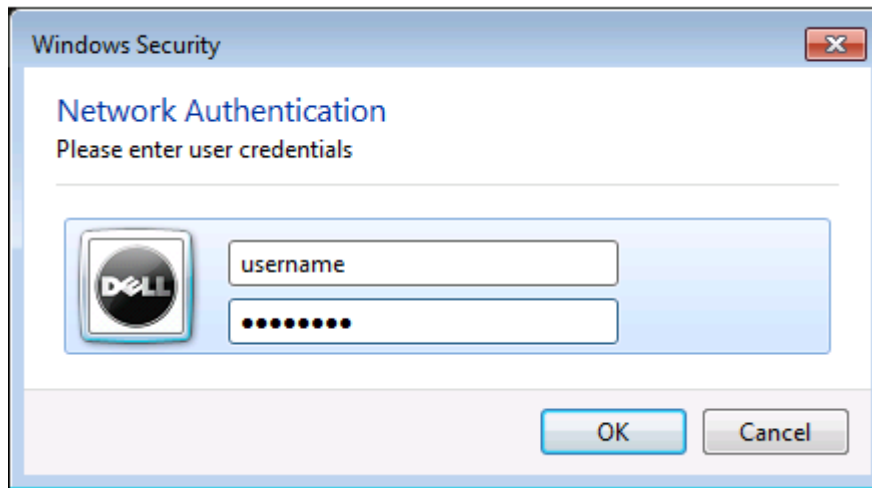 Windows Security
Network Authentication
Please enter user credentials
DELL
username
••••••••
OK Cancel